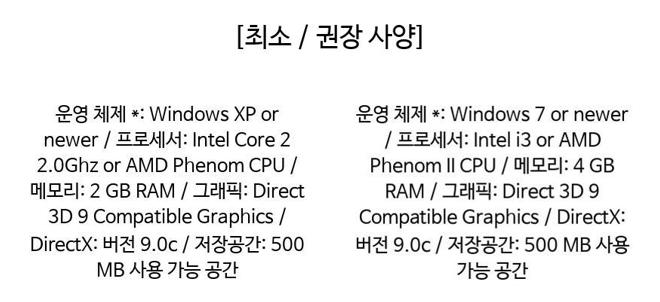 [최소 / 권장 사양]
운영 체제 *: Windows XP or
newer / 프로세서: Intel Core 2
2.0Ghz or AMD Phenom CPU /
메모리: 2 GB RAM / 그래픽: Direct
3D 9 Compatible Graphics /
DirectX: 버전 9.0c / 저장공간: 500
MB 사용 가능 공간
운영 체제 *: Windows 7 or newer
/ 프로세서: Intel i3 or AMD
Phenom II CPU / 메모리: 4 GB
RAM / 그래픽: Direct 3D 9
Compatible Graphics / DirectX:
버전 9.0c / 저장공간: 500 MB 사용
가능 공간